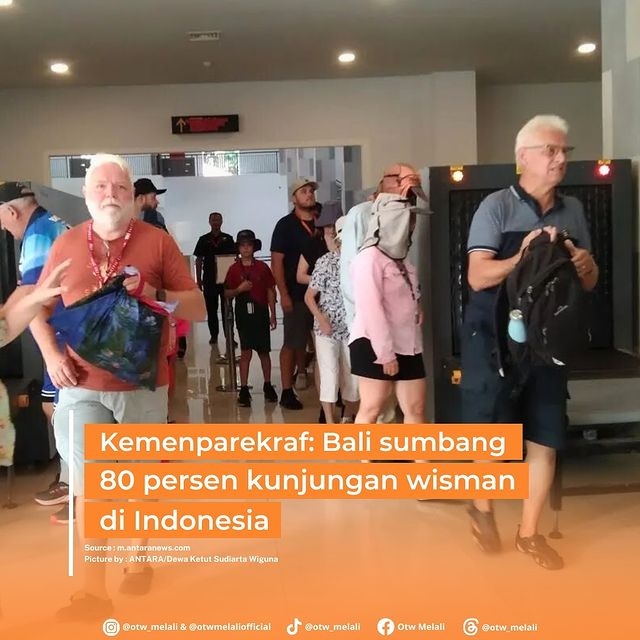 Kemenparekraf: Bali sumbang
80 persen kunjungan wisman
di Indonesia
Source : m.antaranews.com
Picture by : ANTARA/Dewa Ketut Sudiarta Wiguna
@otw_melali & @otwmelaliofficial @otw_melali Otw Melali @otw_melali